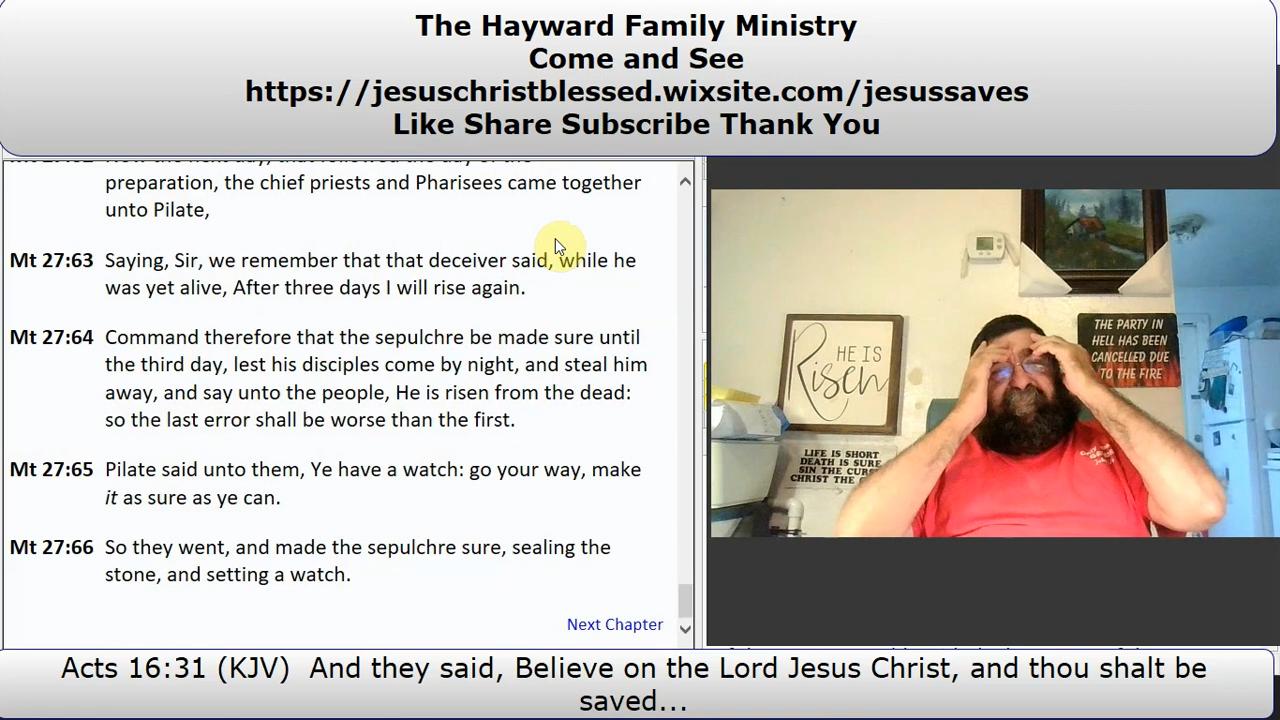 The Hayward Family Ministry
Come and See
https://jesuschristblessed.wixsite.com/jesussaves
Like Share Subscribe Thank You
preparation, the chief priests and Pharisees came together
unto Pilate,
Mt 27:63 Saying, Sir, we remember that that deceiver said, while he
was yet alive, After three days I will rise again.
Mt 27:64 Command therefore that the sepulchre be made sure until
the third day, lest his disciples come by night, and steal him
away, and say unto the people, He is risen from the dead:
so the last error shall be worse than the first.
Mt 27:65 Pilate said unto them, Ye have a watch: go your way, make
it as sure as ye can.
Mt 27:66 So they went, and made the sepulchre sure, sealing the
stone, and setting a watch.
Next Chapter
HE IS
Risen
THE PARTY IN
HELL HAS BEEN
CANCELLED DUE
TO THE FIRE
LIFE IS SHORT
DEATH IS SURE
SIN THE CURSE
CHRIST THE
Acts 16:31 (KJV) And they said, Believe on the Lord Jesus Christ, and thou shalt be
saved...